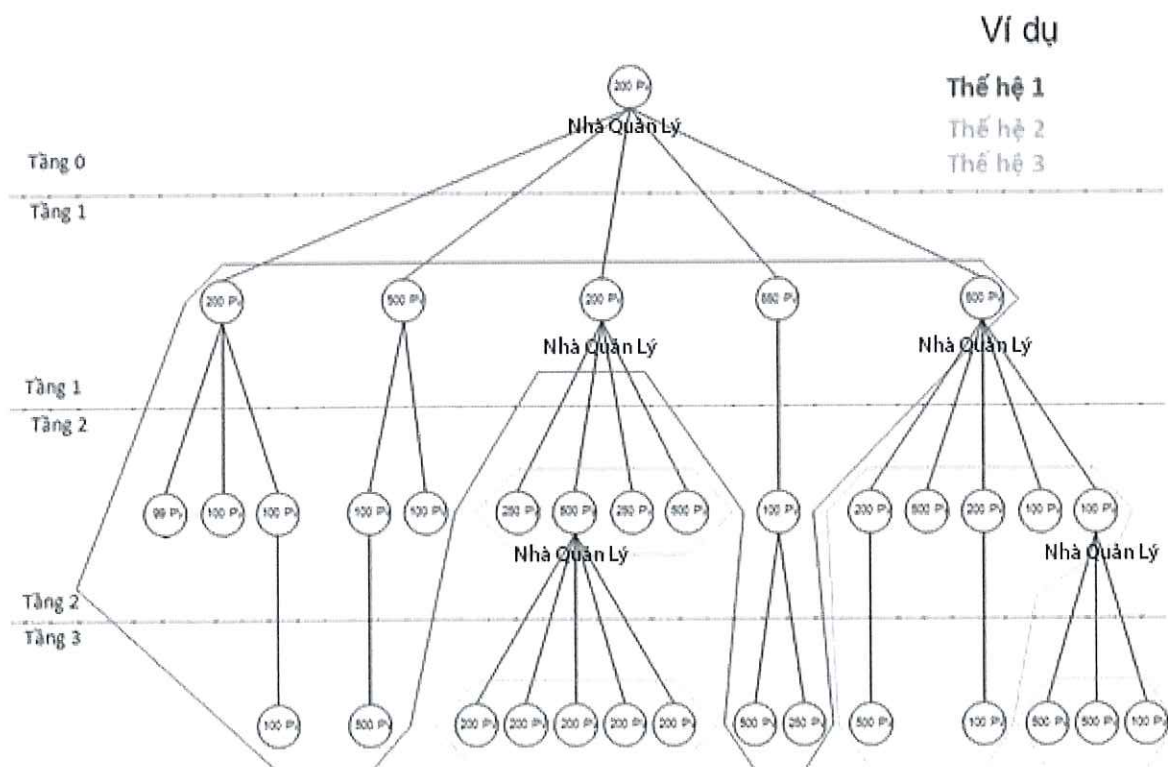 Ví dụ
Thế hệ 1
Thế hệ 2
Thế hệ 3
200 PV
Nhà Quản Lý
Tầng 0
Tầng 1
200 PV 500 PV 200 PV 550 PV 500 PV
Nhà Quản Lý Nhà Quản Lý
Tầng 1
Tầng 2
99 PV 100 PV 100 PV 100 PV 100 PV 250 PV 500 PV 250 PV 500 PV 100 PV 200 PV 500 PV 200 PV 100 PV 100 PV
Nhà Quản Lý Nhà Quản Lý
Tầng 2
Tầng 3
100 PV 500 PV 200 PV 200 PV 200 PV 200 PV 200 PV 500 PV 250 PV 500 PV 100 PV 500 PV 500 PV 100 PV